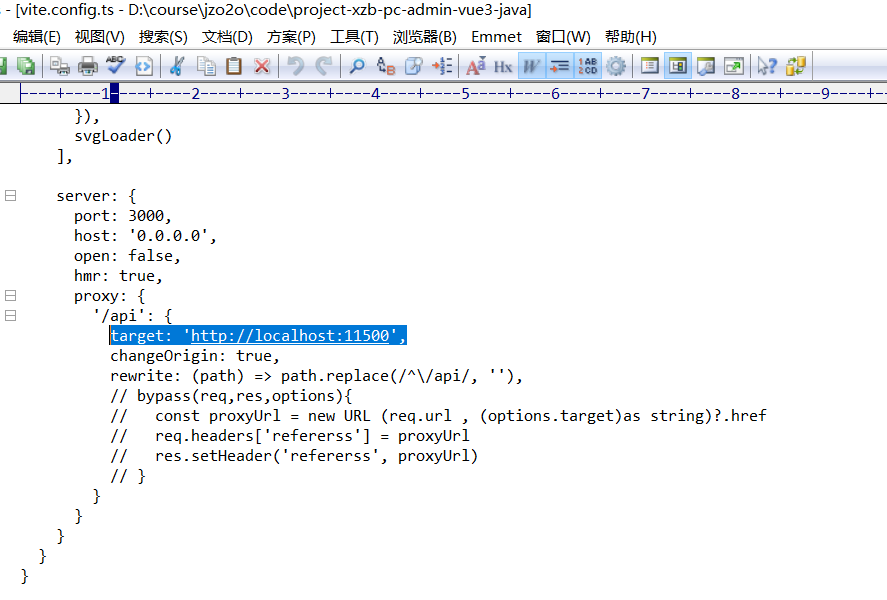 - [vite.config.ts - D:\course\jzo2o\code\project-xzb-pc-admin-vue3-java]
编辑(E) 视图(V) 搜索(S) 文档(D) 方案(P) 工具(T) 浏览器(B) Emmet 窗口(W) 帮助(H)
----+----1----+----2----+----3----+----4----+----5----+----6----+----7----+----8----+----9----+--
}),
svgLoader()
],
server: {
port: 3000,
host: '0.0.0.0',
open: false,
hmr: true,
proxy: {
'/api': {
target: 'http://localhost:11500',
changeOrigin: true,
rewrite: (path) => path.replace(/^\/api/, ''),
// bypass(req,res,options){
//   const proxyUrl = new URL (req.url , (options.target)as string)?.href
//   req.headers['refererss'] = proxyUrl
//   res.setHeader('refererss', proxyUrl)
// }
}
}
}
}
}